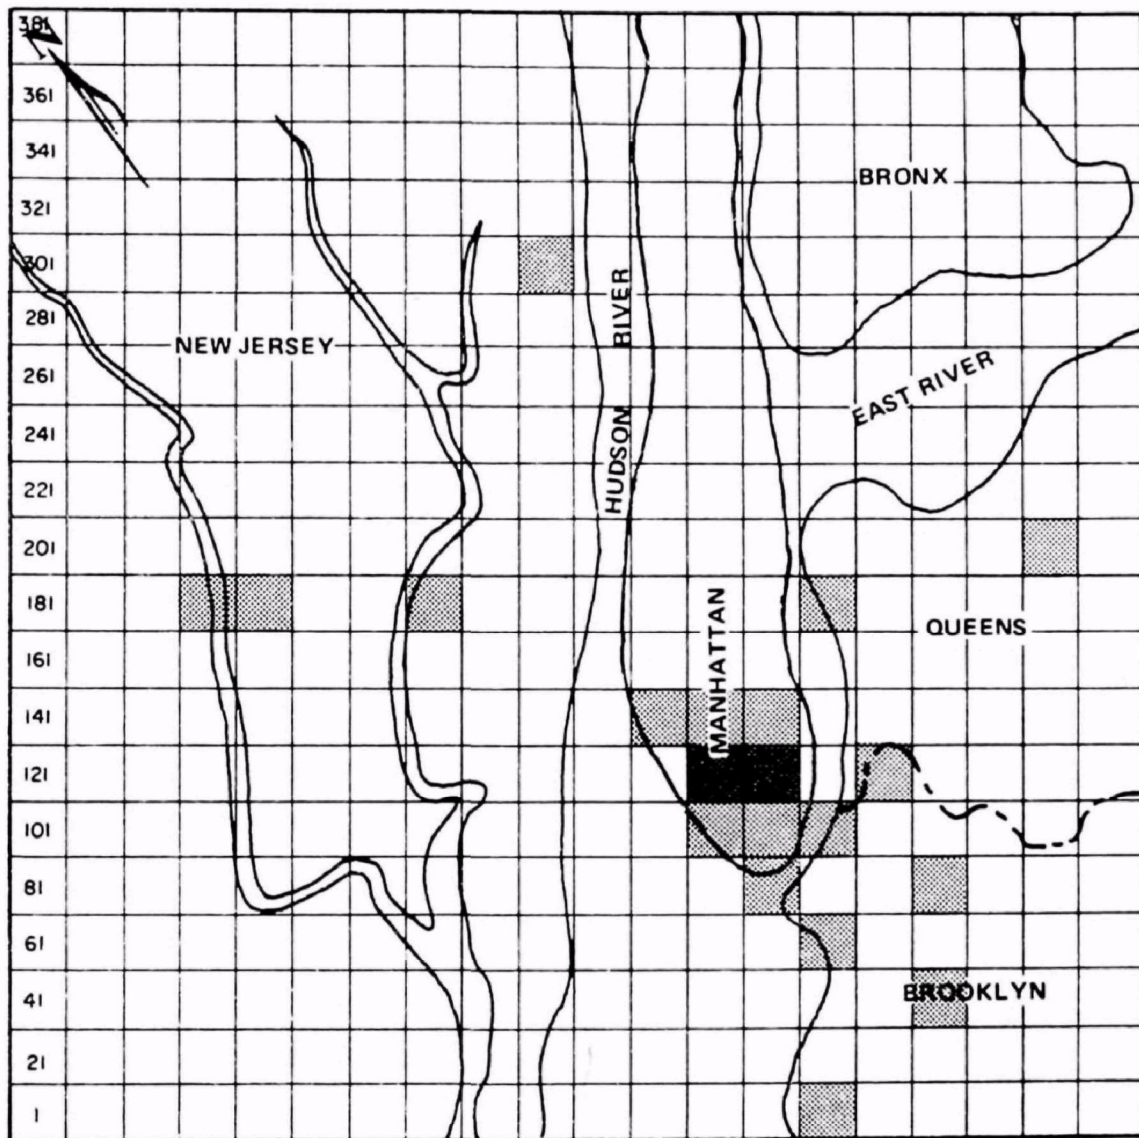 381
N
361
341
BRONX
321
301
HUDSON RIVER
281
NEW JERSEY
261
EAST RIVER
241
221
201
181
MANHATTAN
QUEENS
161
141
121
101
81
61
41
BROOKLYN
21
1